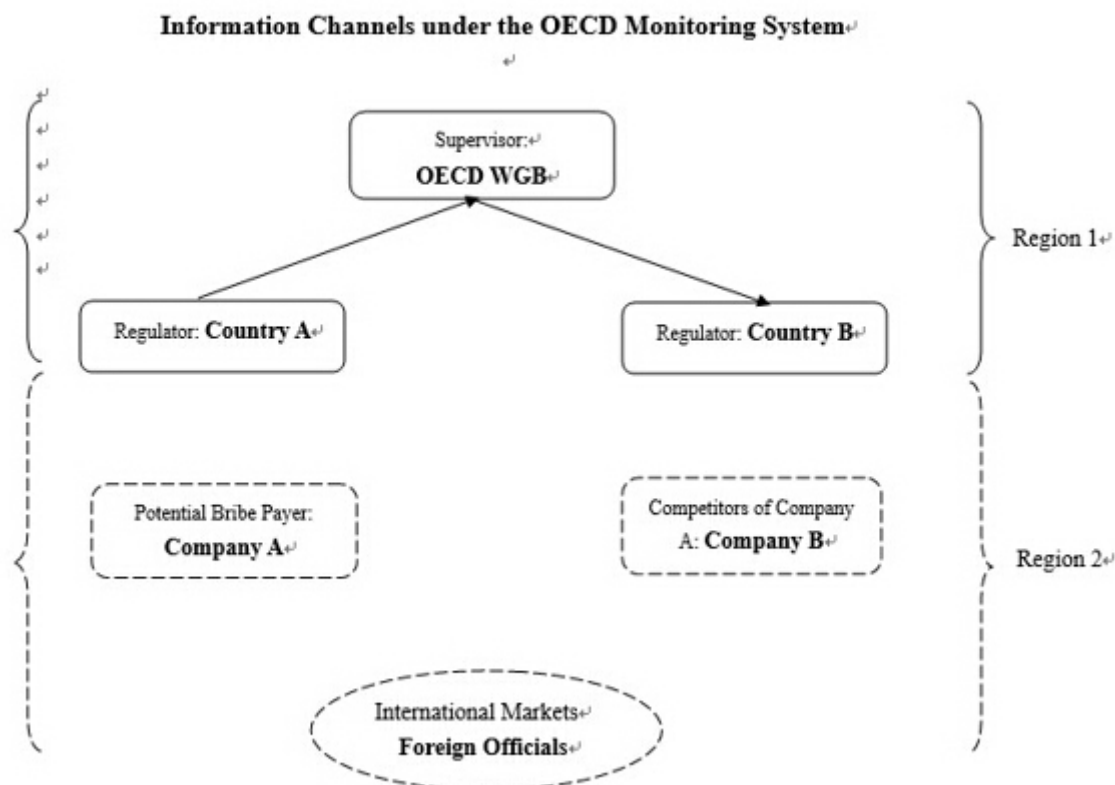 Information Channels under the OECD Monitoring System↵
↵
↵
↵
↵
↵
↵
↵
Supervisor:↵
OECD WGB↵
Region 1↵
Regulator: Country A↵
Regulator: Country B↵
Potential Bribe Payer:
Company A↵
Competitors of Company
A: Company B↵
Region 2↵
International Markets↵
Foreign Officials↵